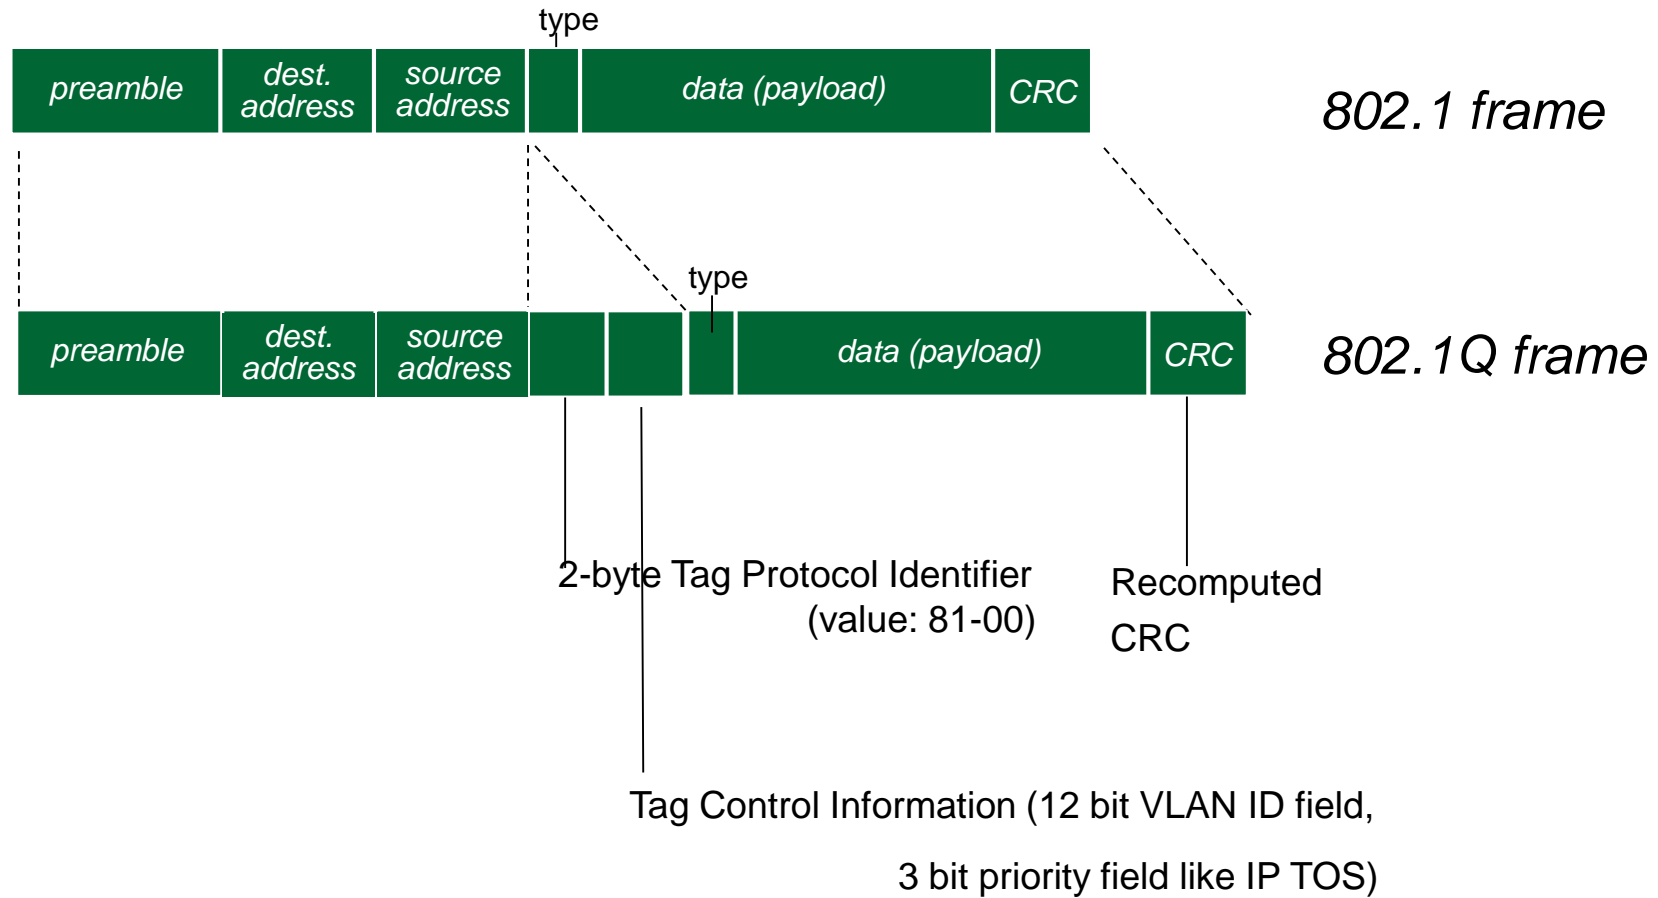 type
preamble
dest.
address
source
address
data (payload)
CRC
802.1 frame
type
preamble
dest.
address
source
address
data (payload)
CRC
802.1Q frame
2-byte Tag Protocol Identifier
(value: 81-00)
Recomputed
CRC
Tag Control Information (12 bit VLAN ID field,
3 bit priority field like IP TOS)